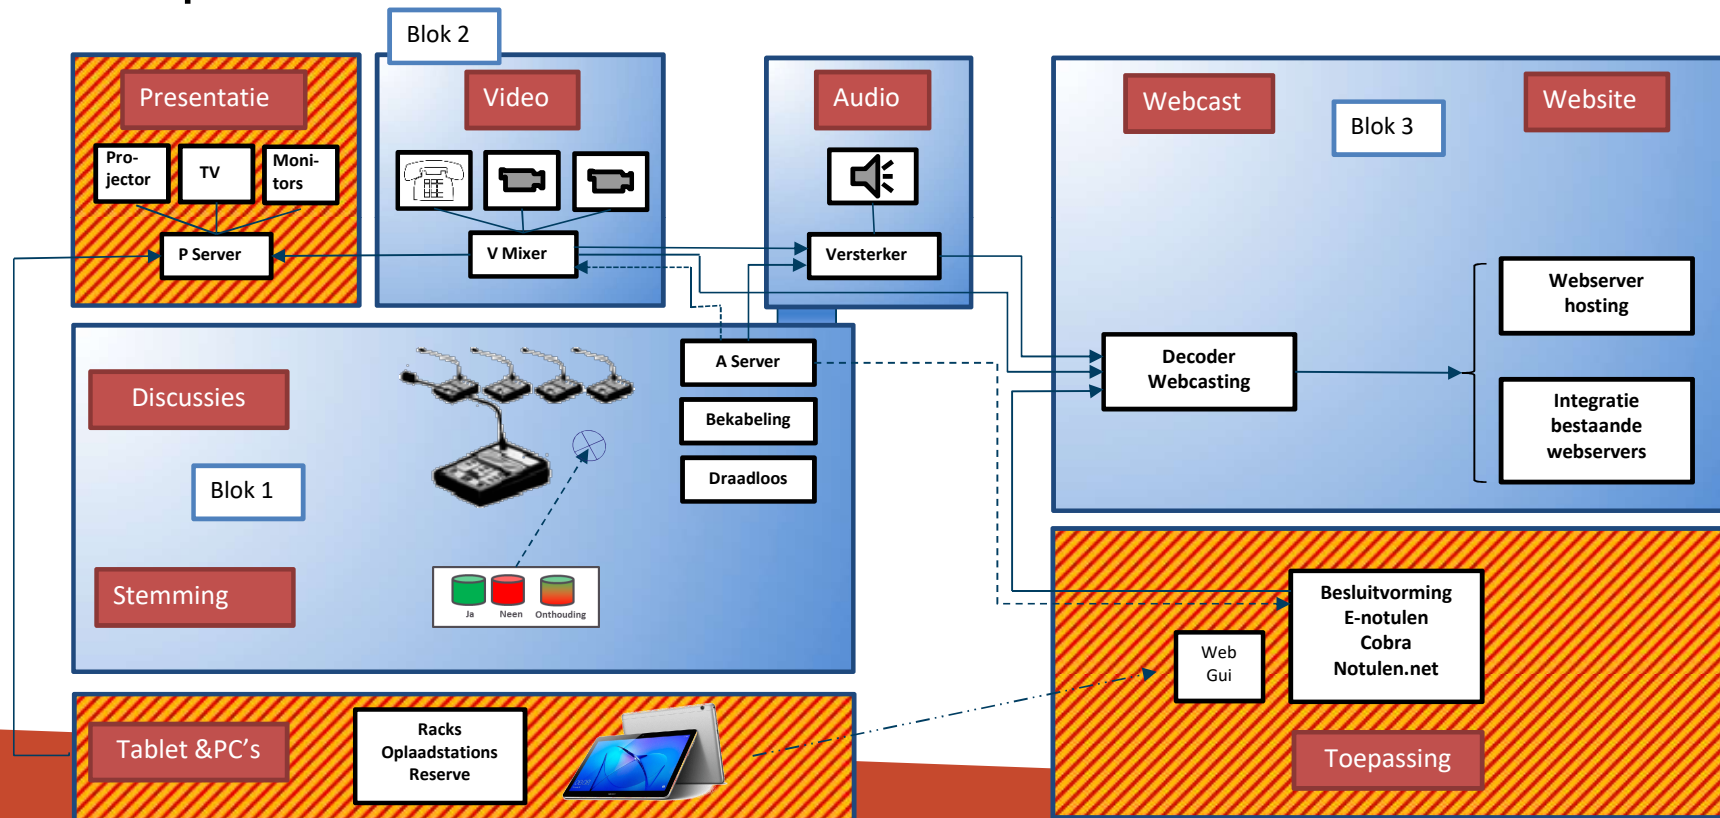 Blok 2
Presentatie
Video
Audio
Webcast
Blok 3
Website
Pro-
jector
TV
Moni-
tors
P Server
V Mixer
Versterker
Webserver
hosting
Decoder
Webcasting
Integratie
bestaande
webservers
Discussies
A Server
Bekabeling
Draadloos
Blok 1
Stemming
Ja
Neen
Onthouding
Besluitvorming
E-notulen
Cobra
Notulen.net
Web
Gui
Toepassing
Tablet &PC’s
Racks
Oplaadstations
Reserve